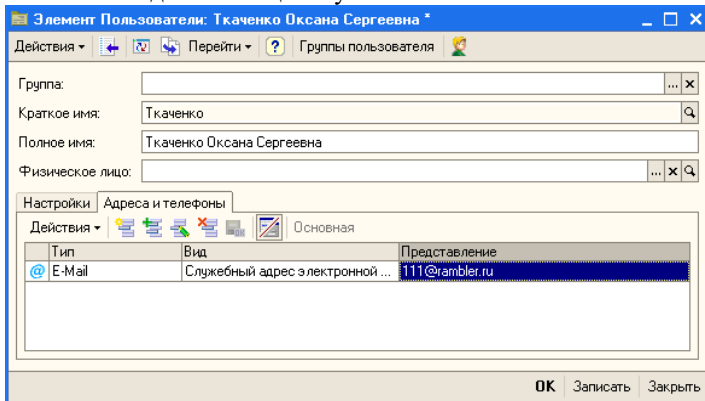 Элемент Пользователи: Ткаченко Оксана Сергеевна *
Действия Перейти ? Группы пользователя
Группа: ... x
Краткое имя: Ткаченко
Полное имя: Ткаченко Оксана Сергеевна
Физическое лицо: ... x
Настройки Адреса и телефоны
Действия Основная
Тип Вид Представление
@ E-Mail Служебный адрес электронной ... 111@rambler.ru
OK Записать Закрыть